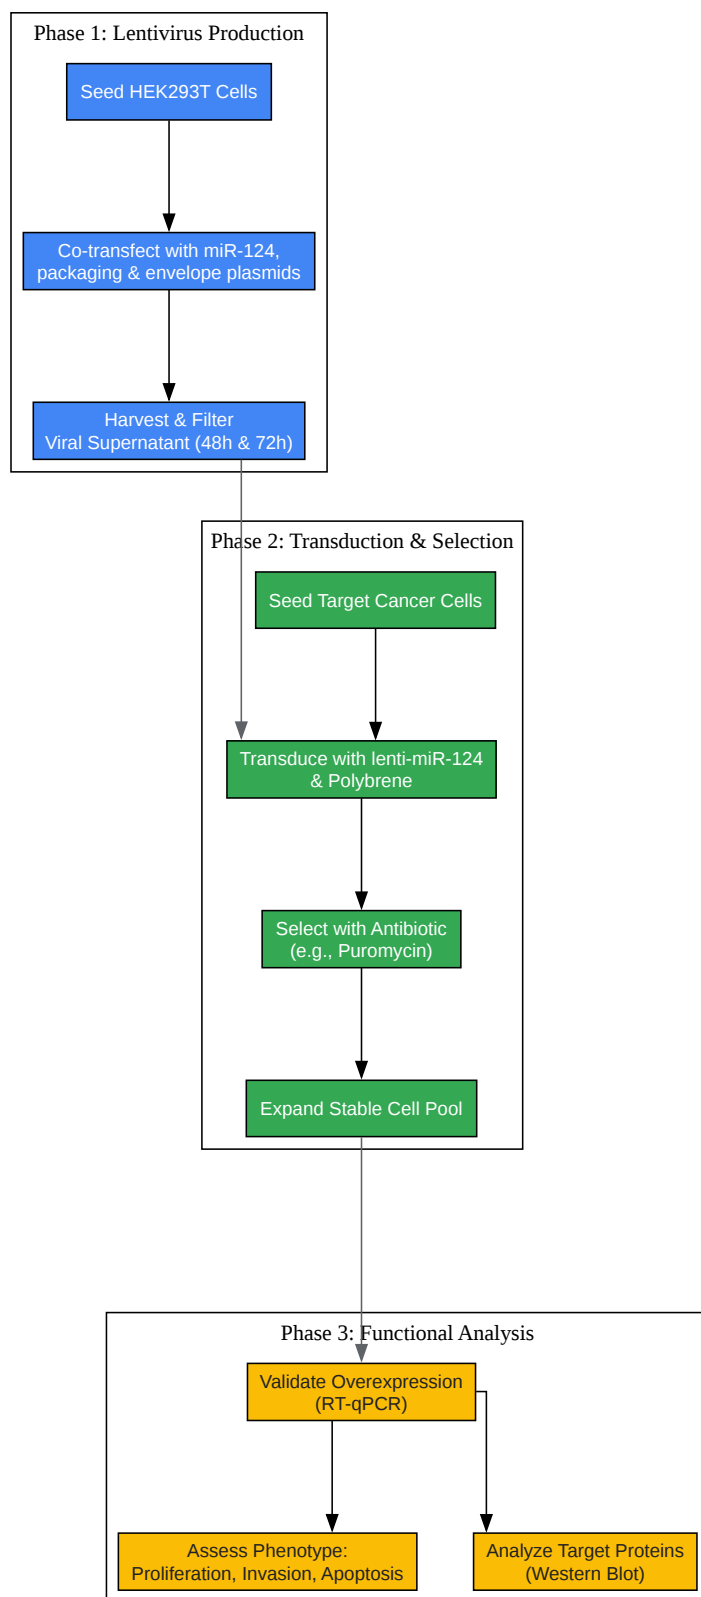 Phase 1: Lentivirus Production
Seed HEK293T Cells
Co-transfect with miR-124,
packaging & envelope plasmids
Harvest & Filter
Viral Supernatant (48h & 72h)
Phase 2: Transduction & Selection
Seed Target Cancer Cells
Transduce with lenti-miR-124
& Polybrene
Select with Antibiotic
(e.g., Puromycin)
Expand Stable Cell Pool
Phase 3: Functional Analysis
Validate Overexpression
(RT-qPCR)
Assess Phenotype:
Proliferation, Invasion, Apoptosis
Analyze Target Proteins
(Western Blot)